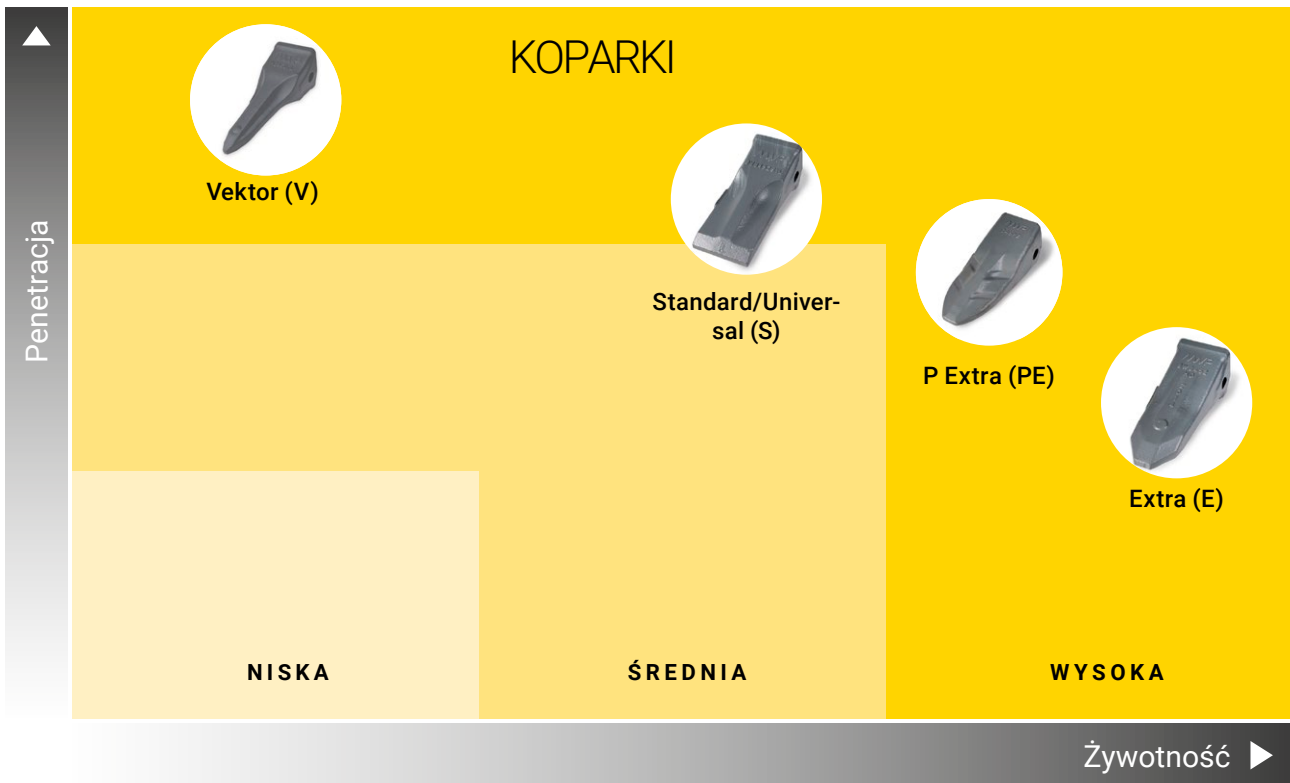 KOPARKI
Penetracja
Vektor (V)
Standard/Univer-
sal (S)
P Extra (PE)
Extra (E)
NISKA
ŚREDNIA
WYSOKA
Żywotność